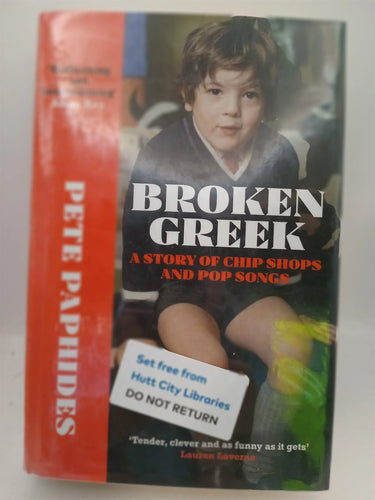 PETE PAPHIDES
BROKEN
GREEK
A STORY OF CHIP SHOPS
AND POP SONGS
Set free from
Hutt City Libraries
DO NOT RETURN
'Tender, clever and as funny as it gets'
Lauren Laverne